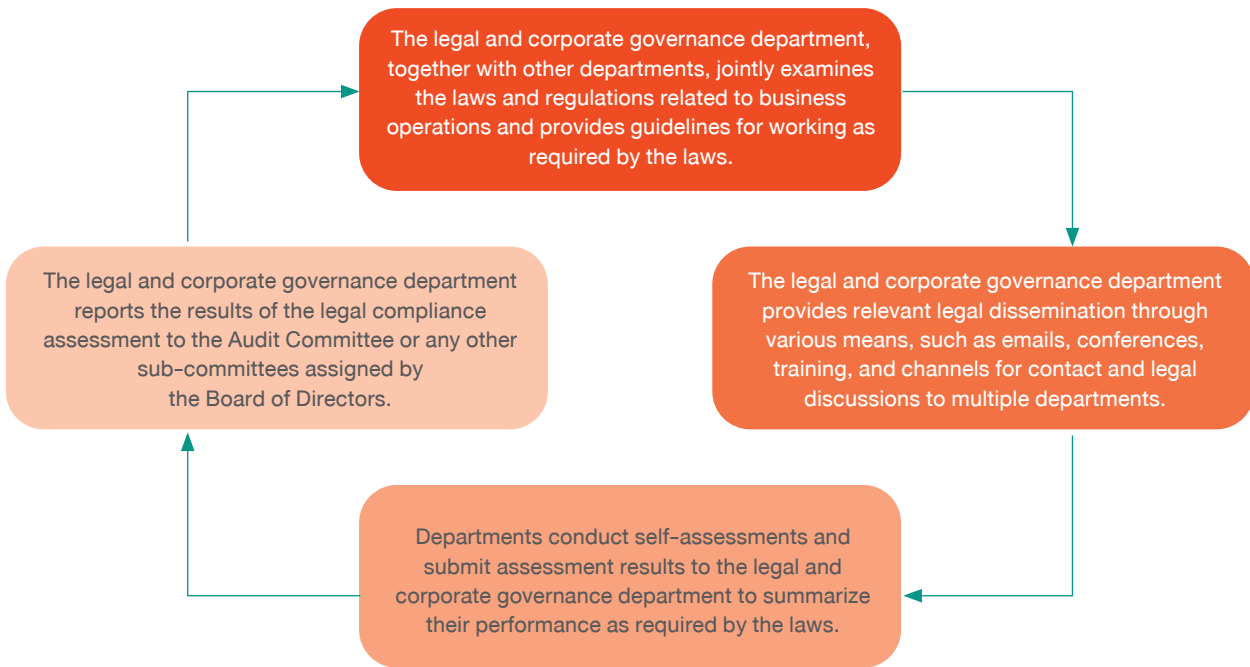 The legal and corporate governance department,
together with other departments, jointly examines
the laws and regulations related to business
operations and provides guidelines for working as
required by the laws.
The legal and corporate governance department
provides relevant legal dissemination through
various means, such as emails, conferences,
training, and channels for contact and legal
discussions to multiple departments.
Departments conduct self-assessments and
submit assessment results to the legal and
corporate governance department to summarize
their performance as required by the laws.
The legal and corporate governance department
reports the results of the legal compliance
assessment to the Audit Committee or any other
sub-committees assigned by
the Board of Directors.